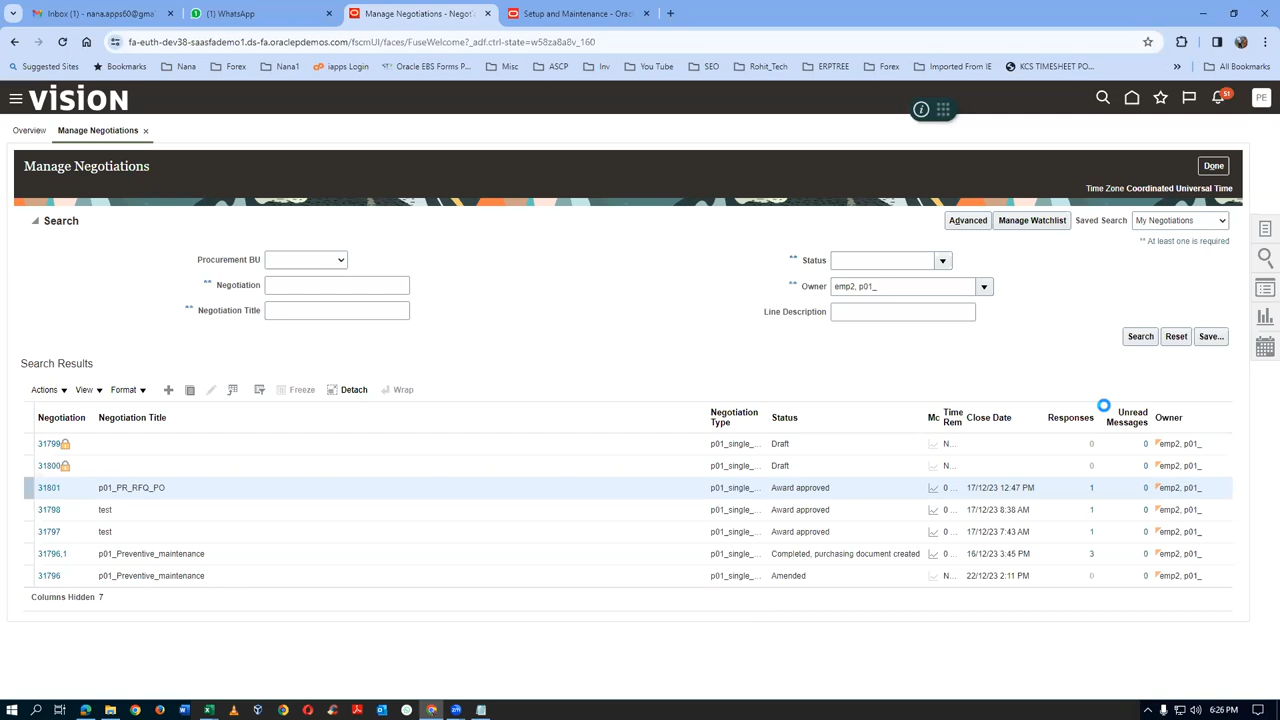 Inbox (1) - nana.apps60@gmail
(1) WhatsApp
Manage Negotiations - Negot
Setup and Maintenance - Orac
fa-euth-dev38-saasfademo1.ds-fa.oraclepdemos.com/fscmUI/faces/FuseWelcome?_adf.ctrl-state=w58za8a8v_160
Suggested Sites Bookmarks Nana Forex Nana1 iapps Login Oracle EBS Forms P... Misc ASCP Inv You Tube SEO Rohit_Tech ERPTREE Forex Imported From IE KCS TIMESHEET PO... » All Bookmarks
VISION 51 PE
Overview Manage Negotiations
Manage Negotiations Done
Time Zone Coordinated Universal Time
Search Advanced Manage Watchlist Saved Search My Negotiations
** At least one is required
Procurement BU ** Status
** Negotiation ** Owner emp2, p01_
** Negotiation Title Line Description
Search Reset Save...
Search Results
Actions View Format Freeze Detach Wrap
Negotiation Negotiation Title Negotiation Type Status Mc Time Rem Close Date Responses Unread Messages Owner
31799 p01_single_... Draft N... 0 0 emp2, p01_
31800 p01_single_... Draft N... 0 0 emp2, p01_
31801 p01_PR_RFQ_PO p01_single_... Award approved 0 ... 17/12/23 12:47 PM 1 0 emp2, p01_
31798 test p01_single_... Award approved 0 ... 17/12/23 8:38 AM 1 0 emp2, p01_
31797 test p01_single_... Award approved 0 ... 17/12/23 7:43 AM 1 0 emp2, p01_
31796,1 p01_Preventive_maintenance p01_single_... Completed, purchasing document created 0 ... 16/12/23 3:45 PM 3 0 emp2, p01_
31796 p01_Preventive_maintenance p01_single_... Amended N... 22/12/23 2:11 PM 0 0 emp2, p01_
Columns Hidden 7
6:26 PM